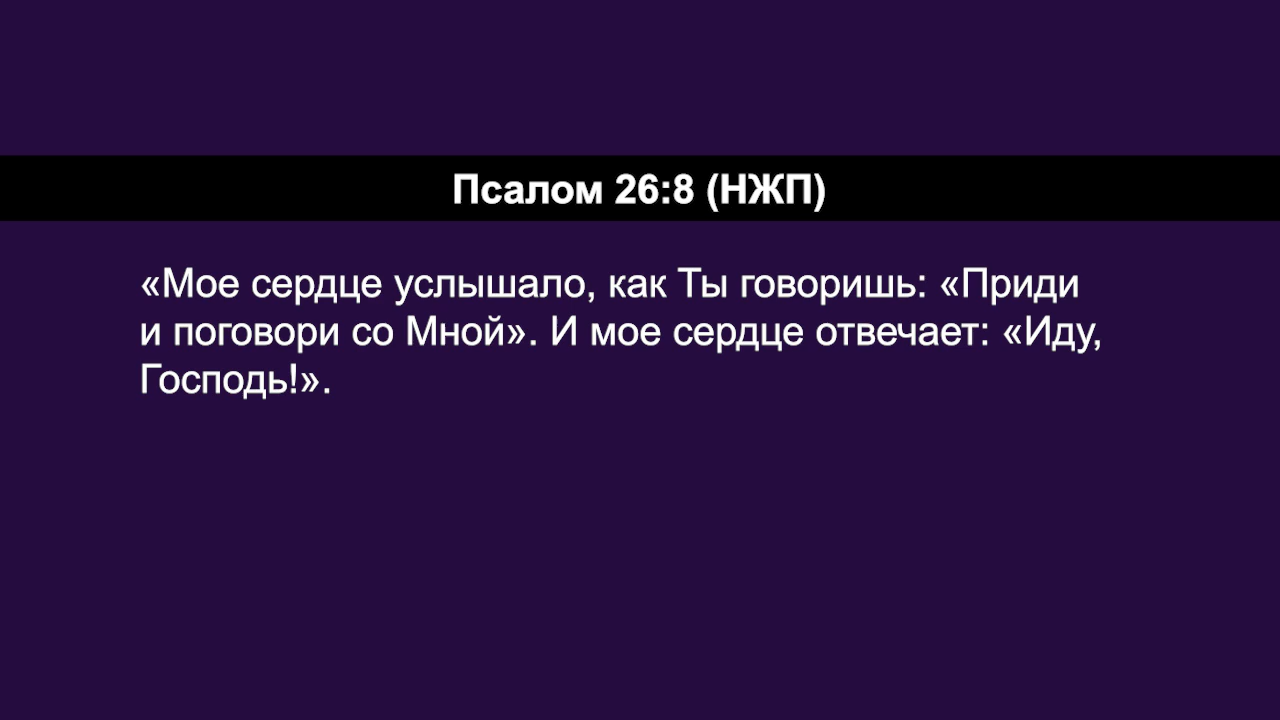 Псалом 26:8 (НЖП)
«Мое сердце услышало, как Ты говоришь: «Приди
и поговори со Мной». И мое сердце отвечает: «Иду,
Господь!».